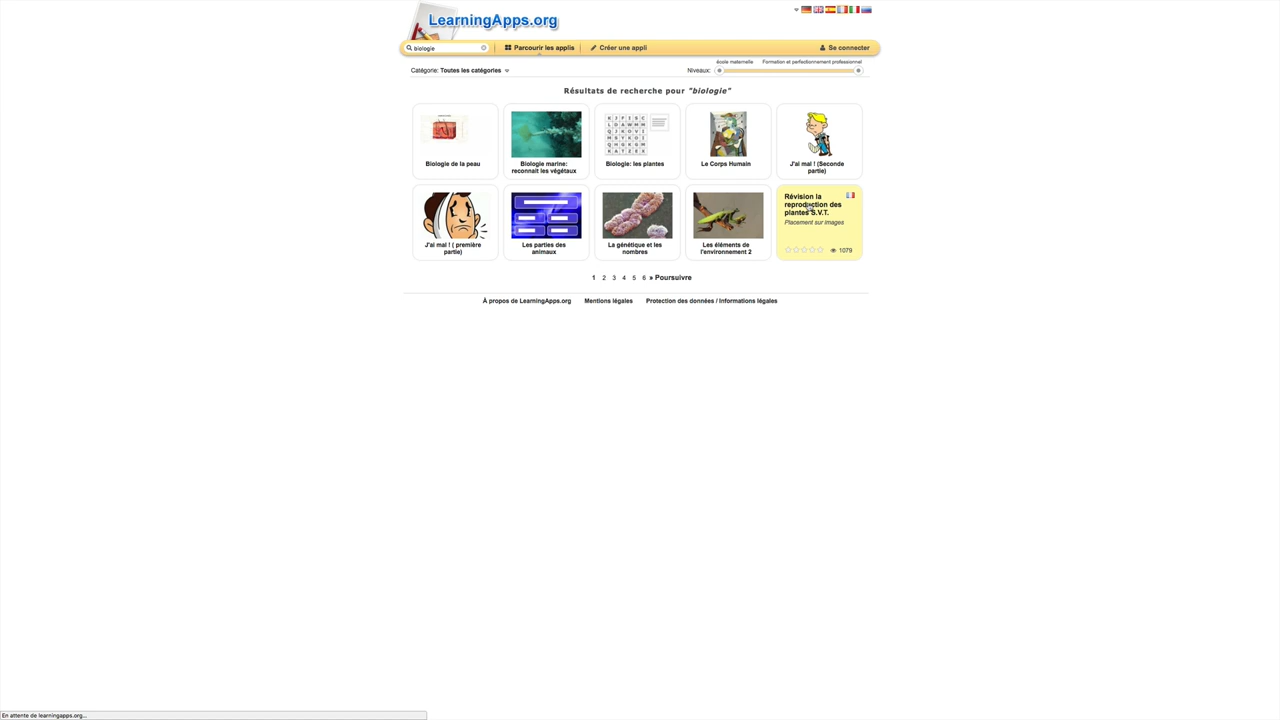 LearningApps.org
biologie
Parcourir les applis
Créer une appli
Se connecter
école maternelle
Formation et perfectionnement professionnel
Catégorie: Toutes les catégories
Niveaux:
Résultats de recherche pour "biologie"
Biologie de la peau
Biologie marine:
reconnait les végétaux
Biologie: les plantes
Le Corps Humain
J'ai mal ! (Seconde
partie)
J'ai mal ! ( première
partie)
Les parties des
animaux
La génétique et les
nombres
Les éléments de
l'environnement 2
Révision la
reproduction des
plantes S.V.T.
Placement sur images
1079
1 2 3 4 5 6 » Poursuivre
À propos de LearningApps.org
Mentions légales
Protection des données / Informations légales
En attente de learningapps.org...